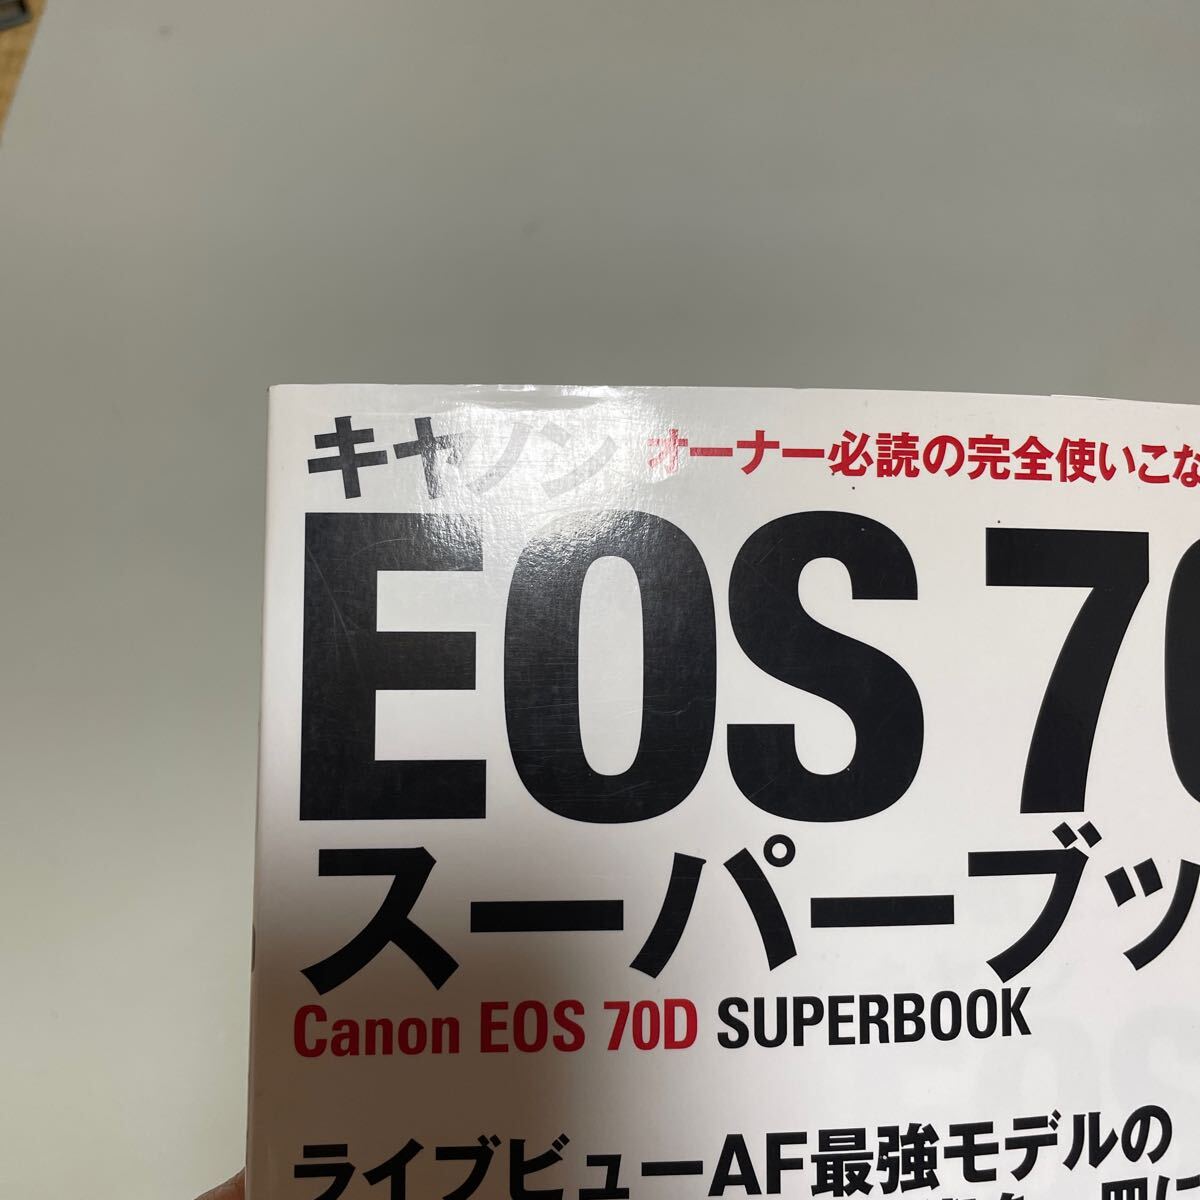 キヤノン オーナー必読の完全使いこな
EOS 70
スーパーブッ
Canon EOS 70D SUPERBOOK
ライブビューAF最強モデルの